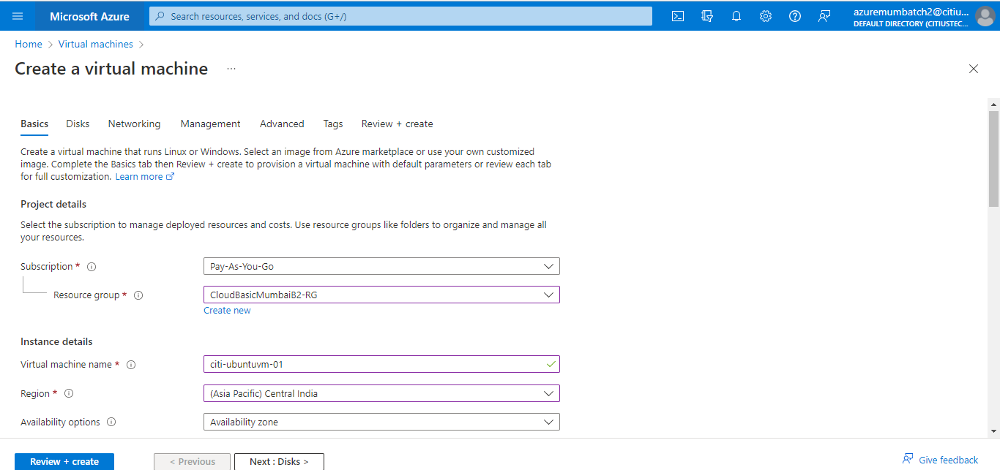 Microsoft Azure
Search resources, services, and docs (G+/)
azuremumbatch2@citiu...
DEFAULT DIRECTORY (CITIUSTEC...
Home > Virtual machines >
Create a virtual machine ...
Basics Disks Networking Management Advanced Tags Review + create
Create a virtual machine that runs Linux or Windows. Select an image from Azure marketplace or use your own customized
image. Complete the Basics tab then Review + create to provision a virtual machine with default parameters or review each tab
for full customization. Learn more
Project details
Select the subscription to manage deployed resources and costs. Use resource groups like folders to organize and manage all
your resources.
Subscription * Pay-As-You-Go
Resource group * CloudBasicMumbaiB2-RG
Create new
Instance details
Virtual machine name * citi-ubuntuvm-01
Region * (Asia Pacific) Central India
Availability options Availability zone
Review + create < Previous Next : Disks > Give feedback